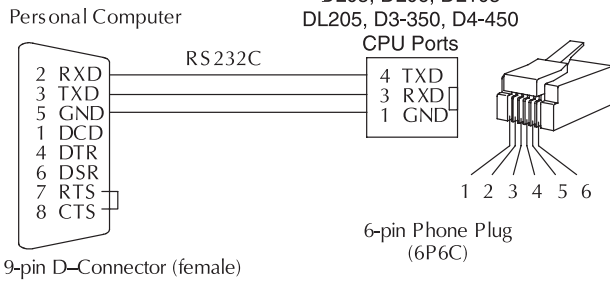 Personal Computer
DL205, D3-350, D4-450
CPU Ports
RS232C
2 RXD
3 TXD
5 GND
1 DCD
4 DTR
6 DSR
7 RTS
8 CTS
4 TXD
3 RXD
1 GND
1 2 3 4 5 6
6-pin Phone Plug
(6P6C)
9-pin D–Connector (female)